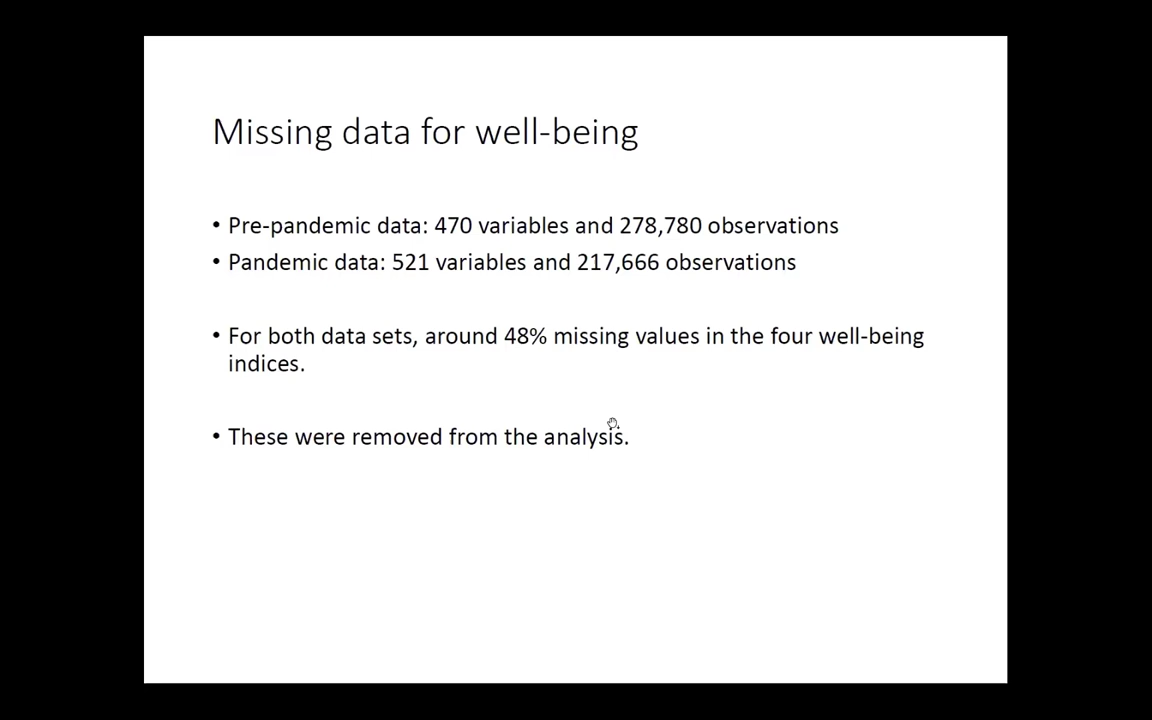 Missing data for well-being
• Pre-pandemic data: 470 variables and 278,780 observations
• Pandemic data: 521 variables and 217,666 observations
• For both data sets, around 48% missing values in the four well-being
indices.
• These were removed from the analysis.